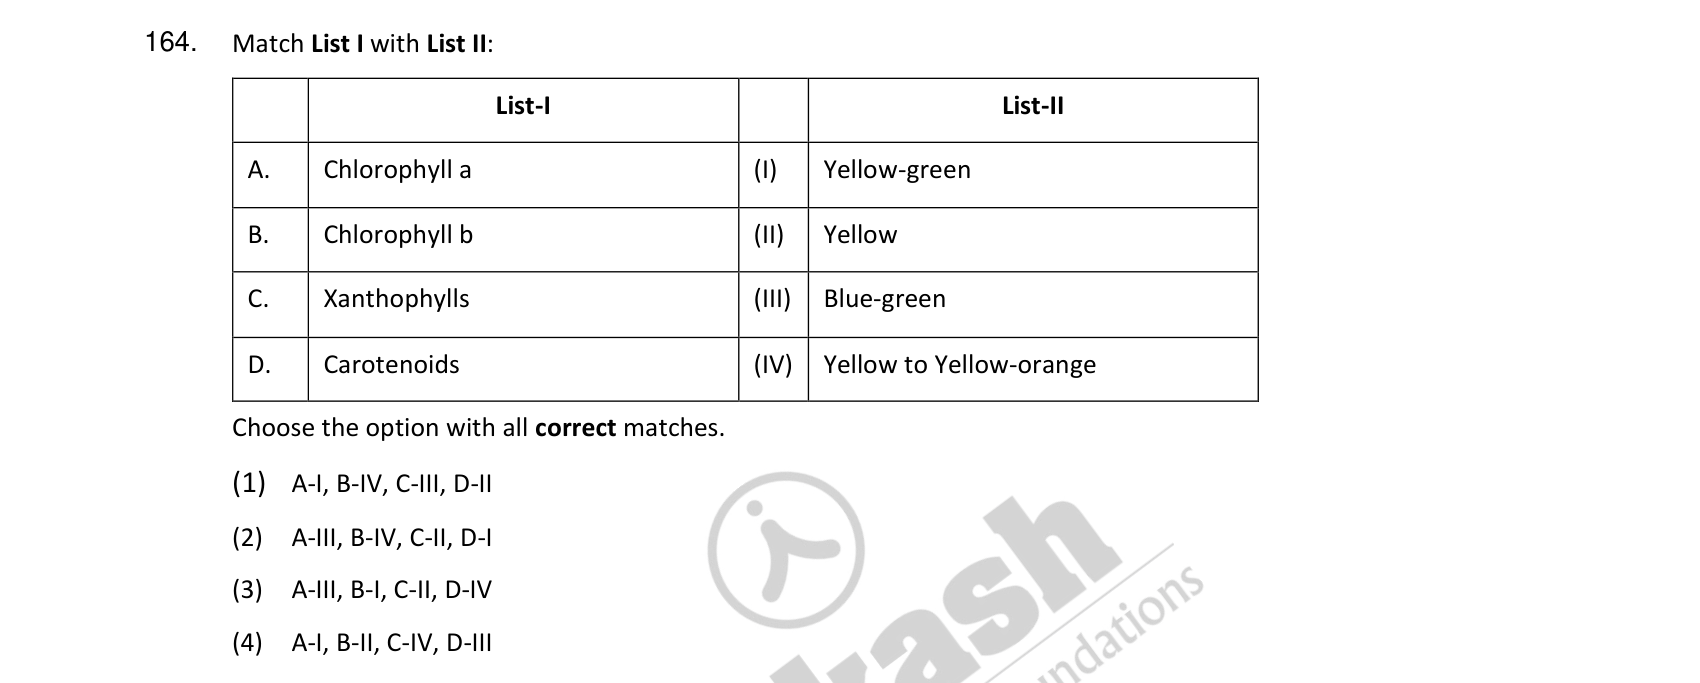 164. Match List I with List II:
List-I List-II
A. Chlorophyll a (I) Yellow-green
B. Chlorophyll b (II) Yellow
C. Xanthophylls (III) Blue-green
D. Carotenoids (IV) Yellow to Yellow-orange
Choose the option with all correct matches.
(1) A-I, B-IV, C-III, D-II
(2) A-III, B-IV, C-II, D-I
(3) A-III, B-I, C-II, D-IV
(4) A-I, B-II, C-IV, D-III